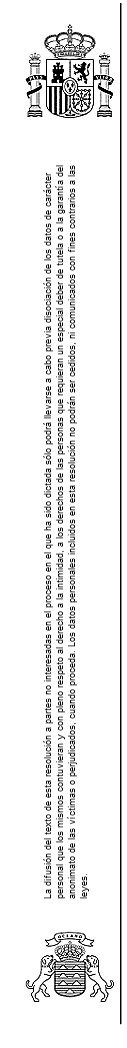 La difusión del texto de esta resolución a partes no interesadas en el proceso en el que ha sido dictada sólo podrá llevarse a cabo previa disociación de los datos de carácter
personal que los mismos contuvieran y con pleno respeto al derecho a la intimidad, a los derechos de las personas que requieran un especial deber de tutela o a la garantía del
anonimato de las víctimas o perjudicados, cuando proceda. Los datos personales incluidos en esta resolución no podrán ser cedidos, ni comunicados con fines contrarios a las
leyes.
OCEANO